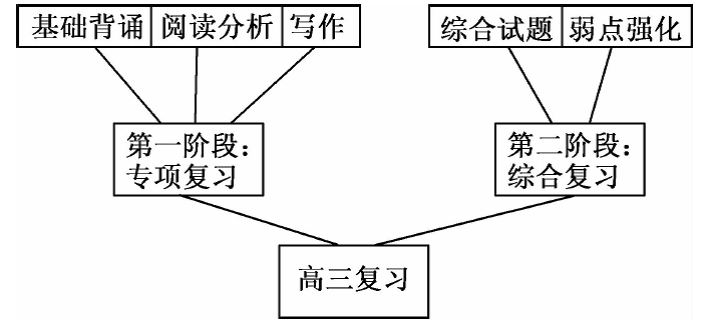 基础背诵 阅读分析 写作
综合试题 弱点强化
第一阶段：
专项复习
第二阶段：
综合复习
高三复习